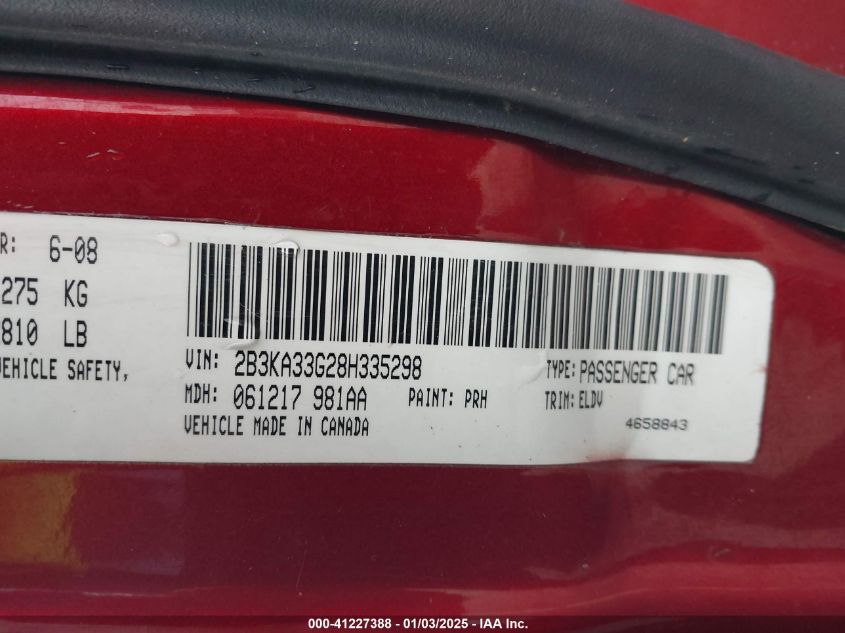 R: 6-08
275 KG
810 LB
VEHICLE SAFETY,
VIN: 2B3KA33G28H335298 TYPE: PASSENGER CAR
MDH: 061217 981AA PAINT: PRH TRIM: ELDV
VEHICLE MADE IN CANADA 4658843
000-41227388 - 01/03/2025 - IAA Inc.